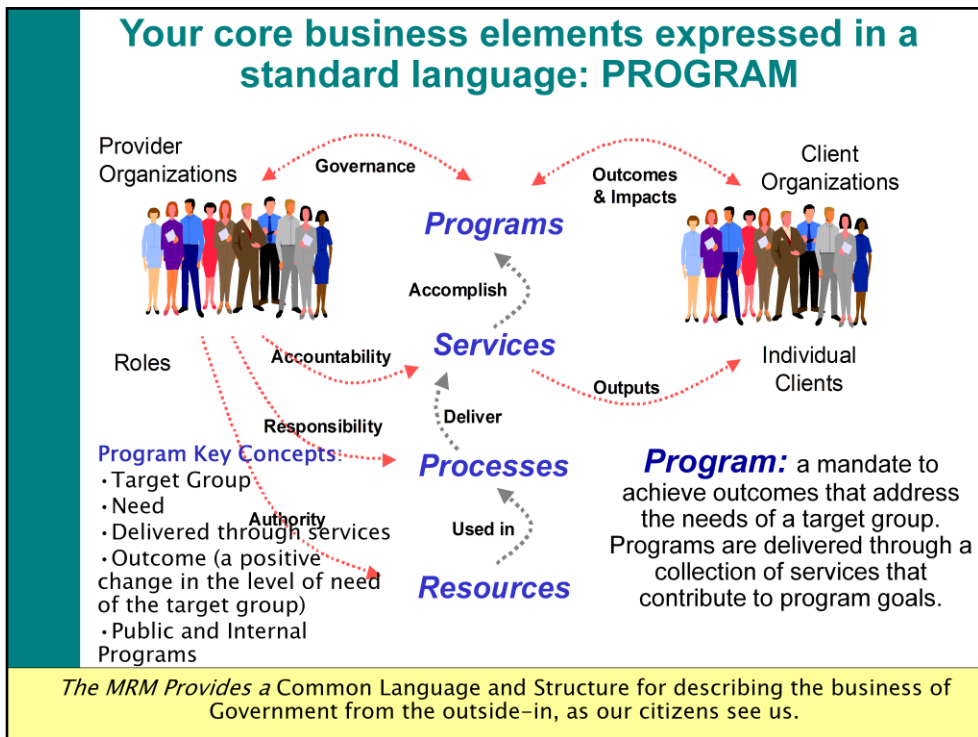 Your core business elements expressed in a
standard language: PROGRAM
Provider
Organizations
Governance
Outcomes
& Impacts
Client
Organizations
Programs
Accomplish
Services
Roles
Accountability
Outputs
Individual
Clients
Deliver
Responsibility
Processes
Authority
Used in
Resources
Program Key Concepts:
•Target Group
•Need
•Delivered through services
•Outcome (a positive
change in the level of need
of the target group)
•Public and Internal
Programs
Program: a mandate to
achieve outcomes that address
the needs of a target group.
Programs are delivered through a
collection of services that
contribute to program goals.
The MRM Provides a Common Language and Structure for describing the business of
Government from the outside-in, as our citizens see us.